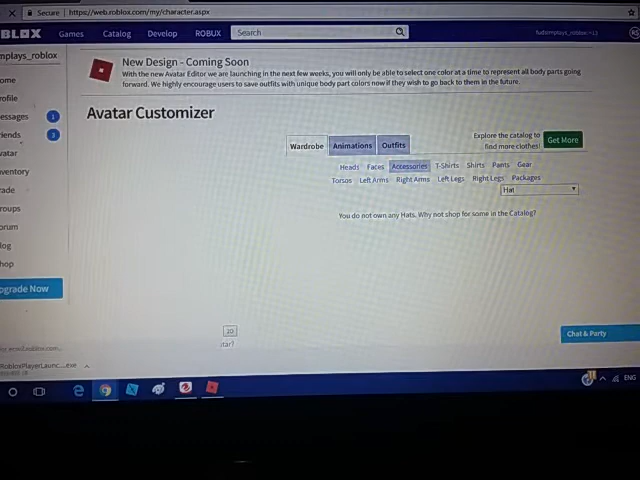 Secure | https://web.roblox.com/my/character.aspx
BLOX Games Catalog Develop ROBUX Search
mplays_roblox
New Design - Coming Soon
With the new Avatar Editor we are launching in the next few weeks, you will only be able to select one color at a time to represent all body parts going
forward. We highly encourage users to save outfits with unique body part colors now if they wish to go back to them in the future.
ome
rofile
essages 1
iends 3
vatar
nventory
rade
roups
orum
log
hop
pgrade Now
Avatar Customizer
Wardrobe Animations Outfits
Explore the catalog to
find more clothes!
Get More
Heads Faces Accessories T-Shirts Shirts Pants Gear
Torsos Left Arms Right Arms Left Legs Right Legs Packages
Hat
You do not own any Hats. Why not shop for some in the Catalog?
3D
tar?
Chat & Party
RobloxPlayerLaunc....exe
ENG